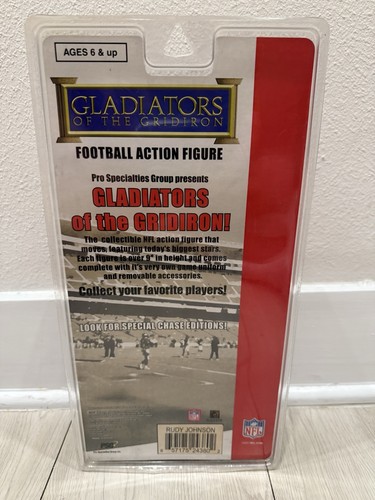 AGES 6 & up
GLADIATORS
OF THE GRIDIRON
FOOTBALL ACTION FIGURE
Pro Specialties Group presents
GLADIATORS
of the GRIDIRON!
The collectible NFL action figure that
moves, featuring today's biggest stars.
Each figure is over 9" in height and comes
complete with it's very own game uniform
and removable accessories.
Collect your favorite players!
LOOK FOR SPECIAL CHASE EDITIONS!
RUDY JOHNSON
NFL